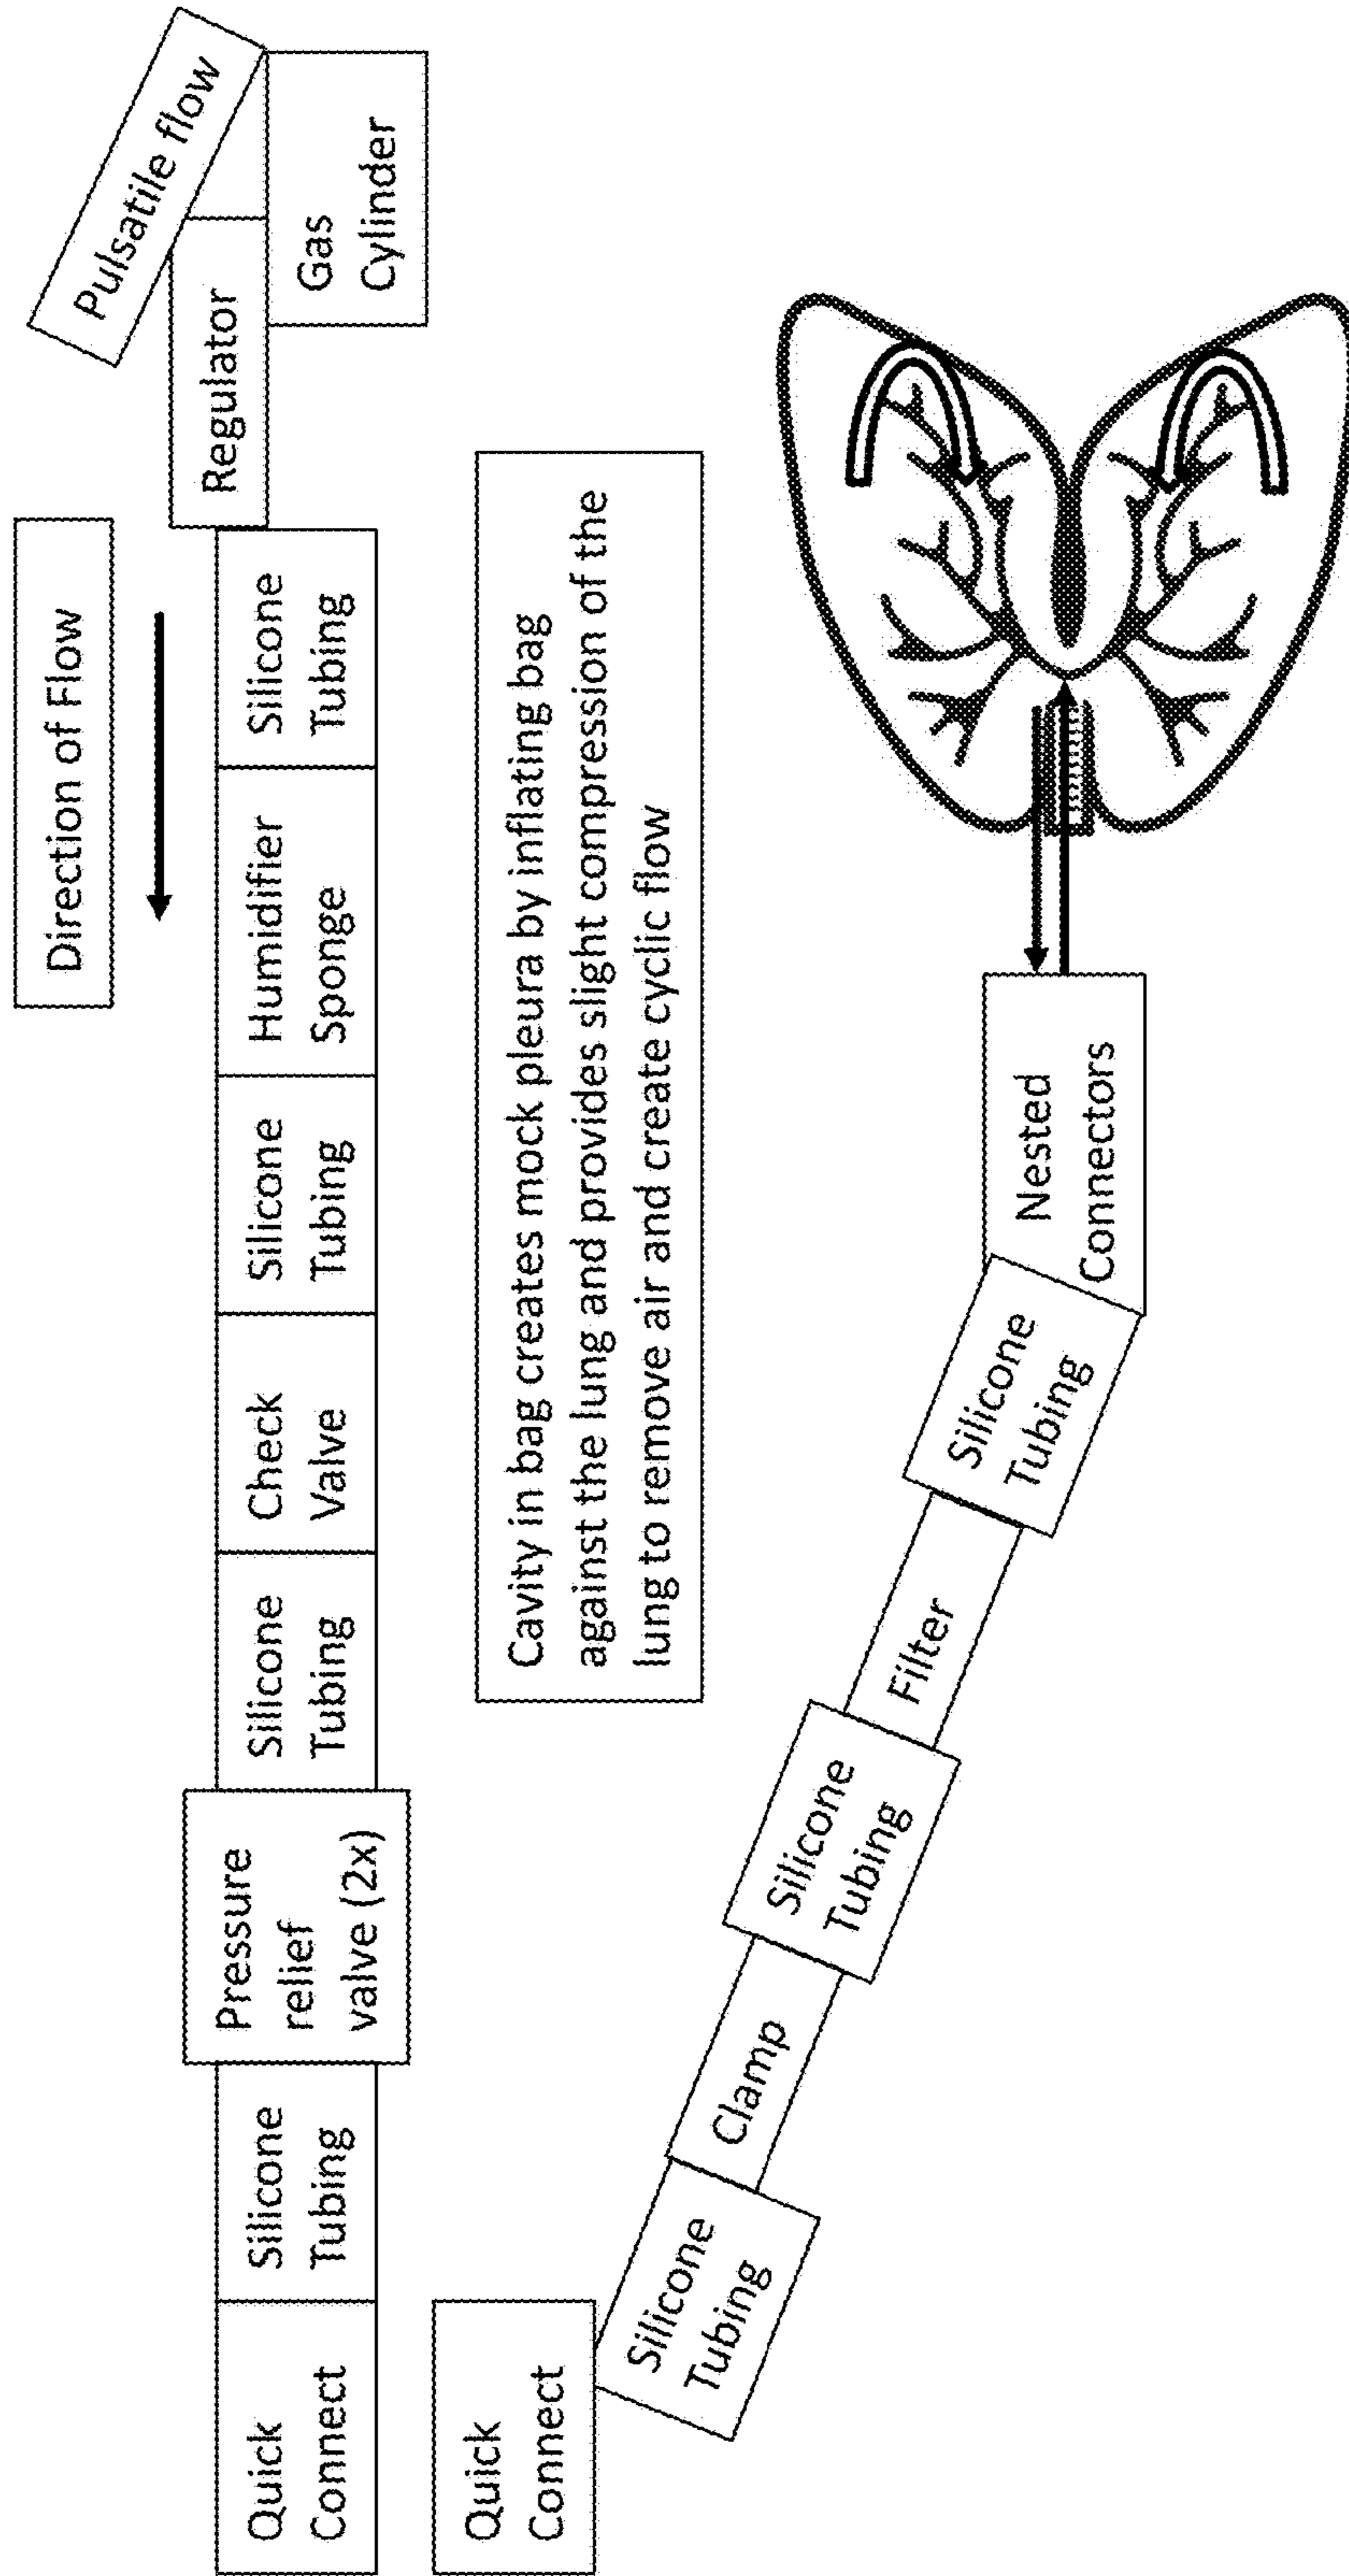 Direction of Flow
Pulsatile flow
Quick
Connect
Silicone
Tubing
Pressure
relief
valve (2x)
Silicone
Tubing
Check
Valve
Silicone
Tubing
Humidifier
Sponge
Silicone
Tubing
Regulator
Gas
Cylinder
Cavity in bag creates mock pleura by inflating bag
against the lung and provides slight compression of the
lung to remove air and create cyclic flow
Quick
Connect
Silicone
Tubing
Clamp
Silicone
Tubing
Filter
Silicone
Tubing
Nested
Connectors